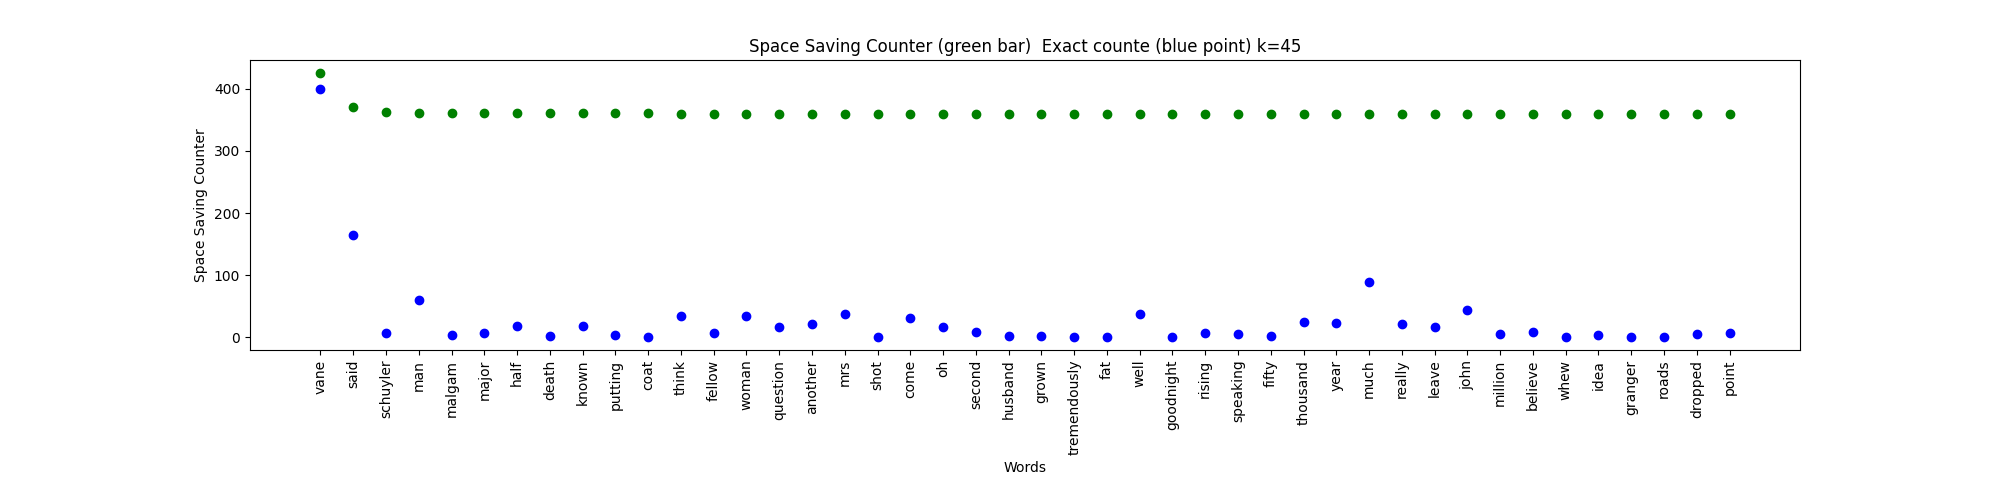 Space Saving Counter (green bar)  Exact counte (blue point) k=45
Space Saving Counter
400
300
200
100
0
vane
said
schuyler
man
malgam
major
half
death
known
putting
coat
think
fellow
woman
question
another
mrs
shot
come
oh
second
husband
grown
tremendously
fat
well
goodnight
rising
speaking
fifty
thousand
year
much
really
leave
john
million
believe
whew
idea
granger
roads
dropped
point
Words